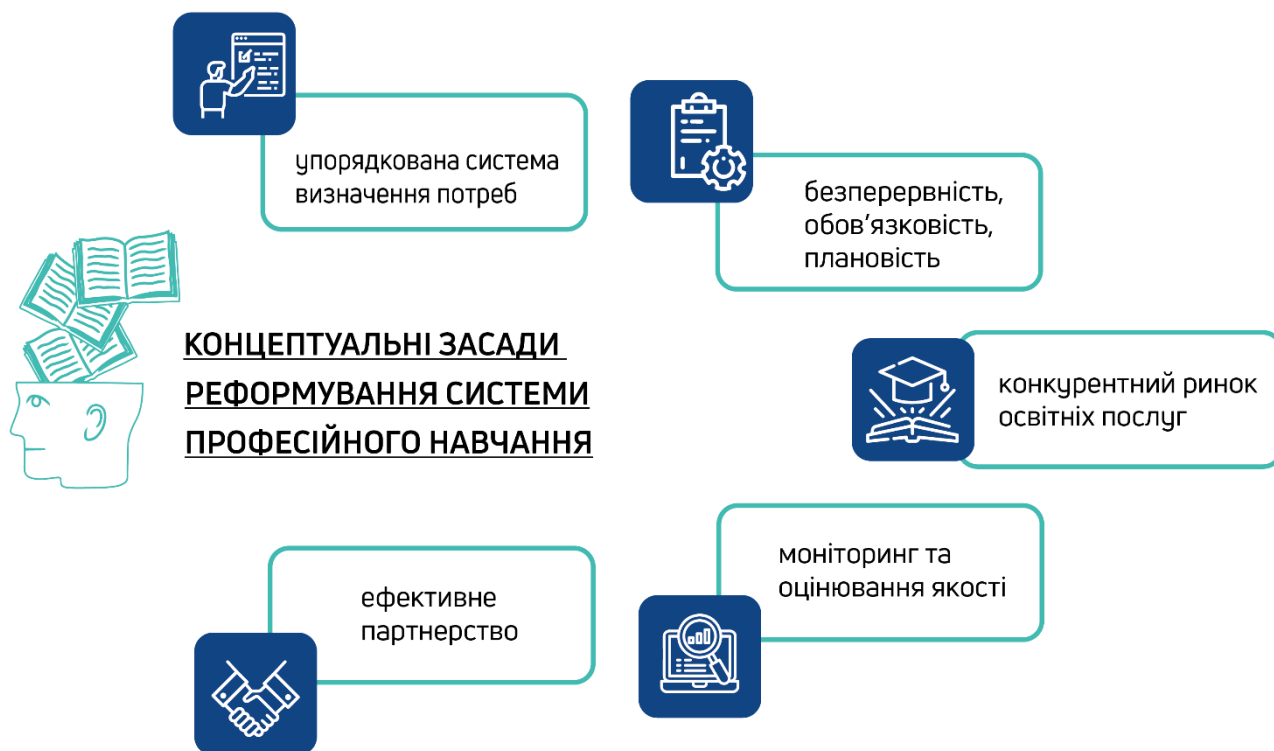 упорядкована система
визначення потреб
безперервність,
обов’язковість,
плановість
КОНЦЕПТУАЛЬНІ ЗАСАДИ
РЕФОРМУВАННЯ СИСТЕМИ
ПРОФЕСІЙНОГО НАВЧАННЯ
конкурентний ринок
освітніх послуг
моніторинг та
оцінювання якості
ефективне
партнерство